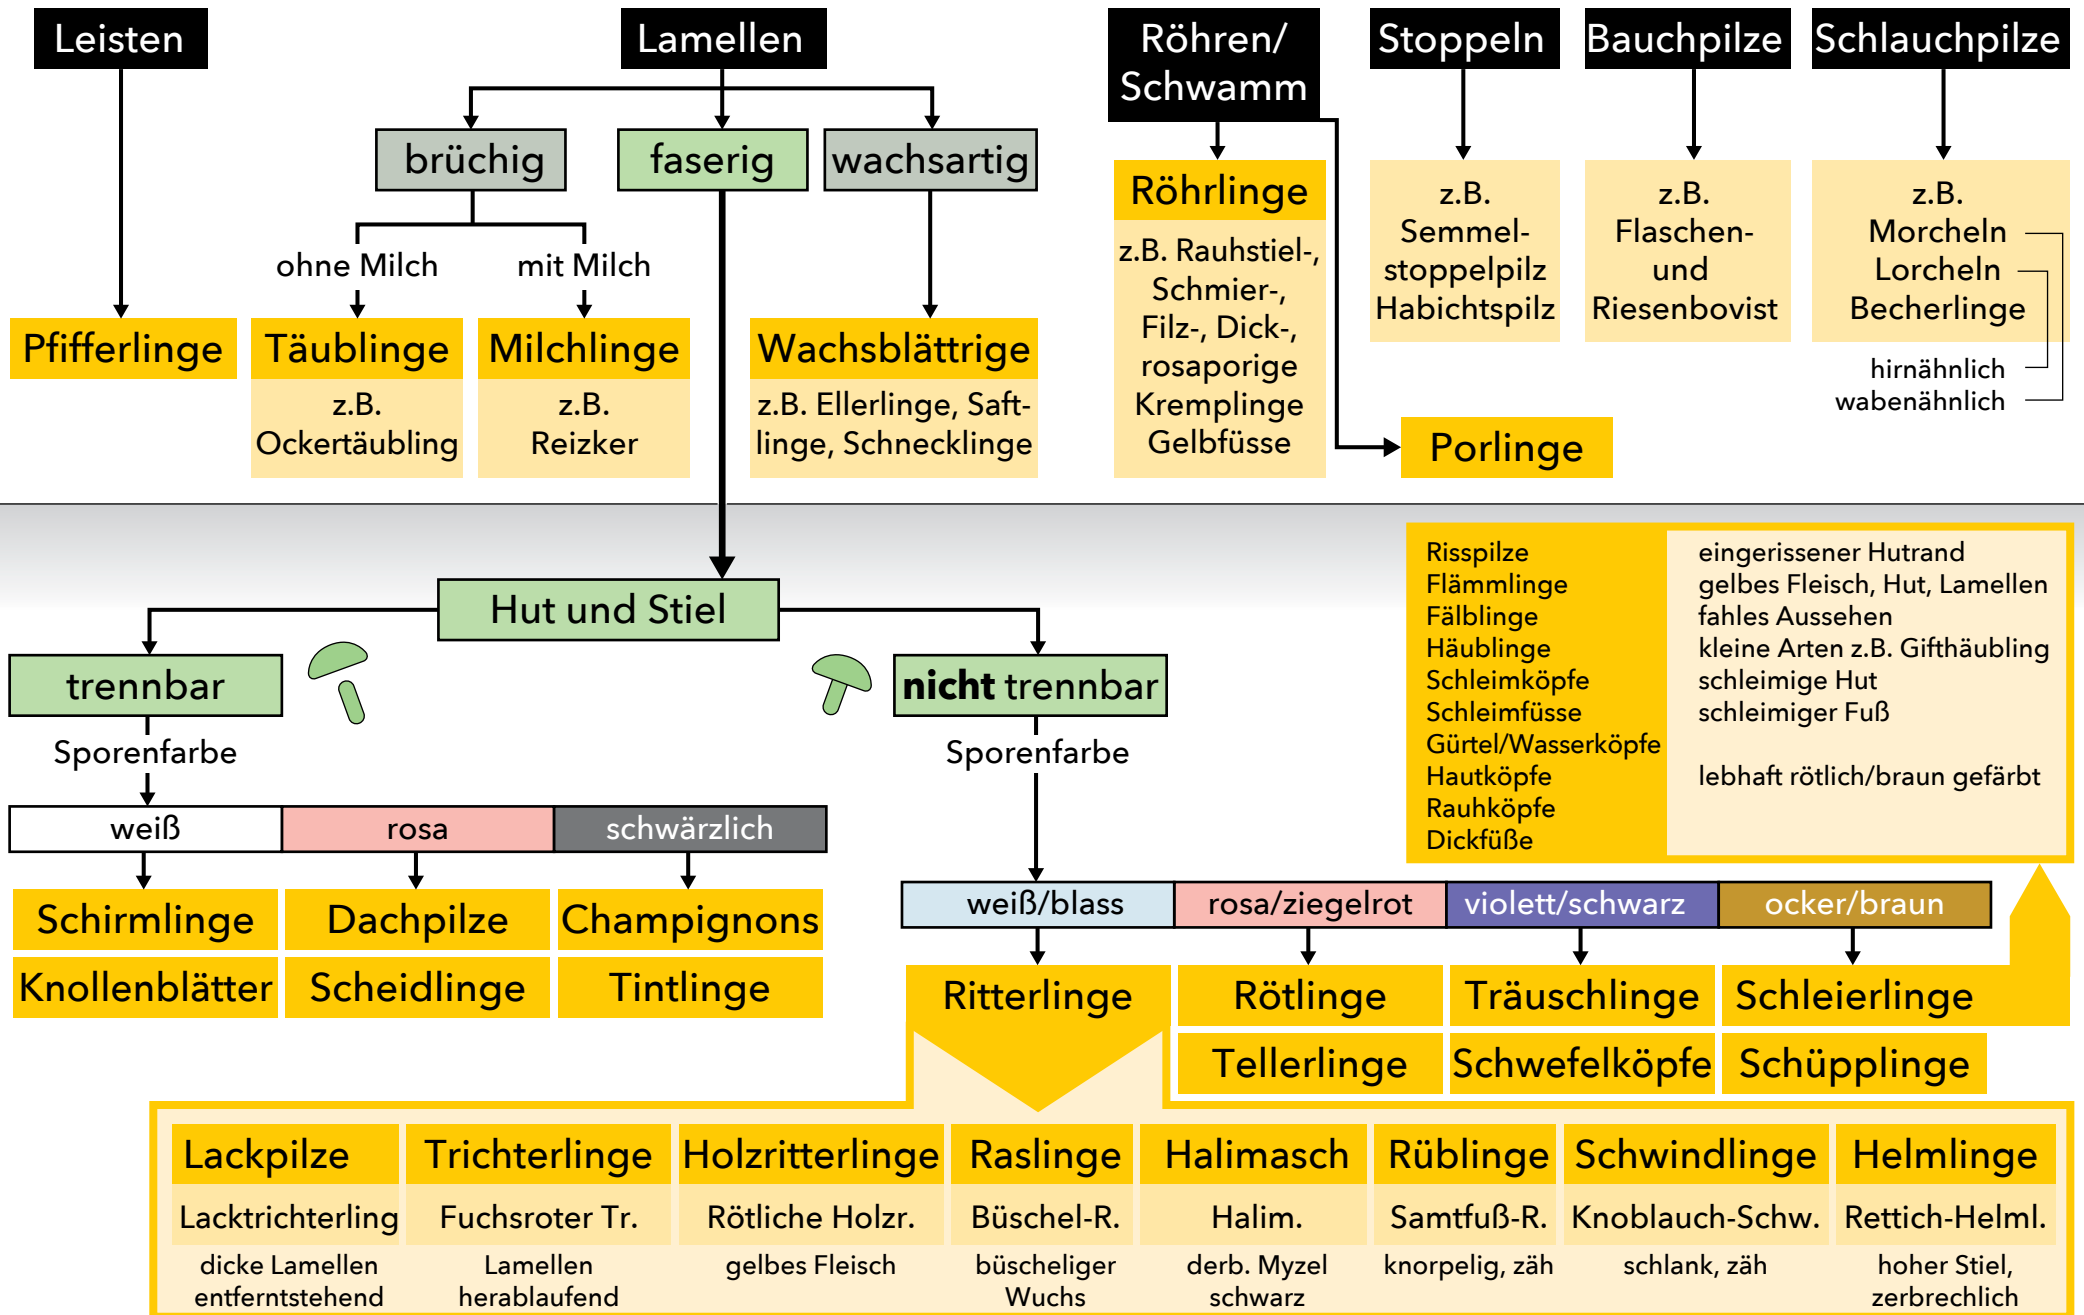 Leisten
Lamellen
Röhren/
Schwamm
Stoppeln
Bauchpilze
Schlauchpilze
brüchig
faserig
wachsartig
ohne Milch
mit Milch
Pfifferlinge
Täublinge
z.B.
Ockertäubling
Milchlinge
z.B.
Reizker
Wachsblättrige
z.B. Ellerlinge, Saft-
linge, Schnecklinge
Röhrlinge
z.B. Rauhstiel-,
Schmier-,
Filz-, Dick-,
rosaporige
Kremplinge
Gelbfüsse
Porlinge
z.B.
Semmel-
stoppelpilz
Habichtspilz
z.B.
Flaschen-
und
Riesenbovist
z.B.
Morcheln
Lorcheln
Becherlinge
hirnähnlich
wabenähnlich
Hut und Stiel
trennbar
nicht trennbar
Sporenfarbe
Sporenfarbe
weiß
rosa
schwärzlich
Schirmlinge
Dachpilze
Champignons
Knollenblätter
Scheidlinge
Tintlinge
Risspilze eingerissener Hutrand
Flämmlinge gelbes Fleisch, Hut, Lamellen
Fälblinge fahles Aussehen
Häublinge kleine Arten z.B. Gifthäubling
Schleimköpfe schleimige Hut
Schleimfüsse schleimiger Fuß
Gürtel/Wasserköpfe
Hautköpfe lebhaft rötlich/braun gefärbt
Rauhköpfe
Dickfüße
weiß/blass
rosa/ziegelrot
violett/schwarz
ocker/braun
Ritterlinge
Rötlinge
Träuschlinge
Schleierlinge
Tellerlinge
Schwefelköpfe
Schüpplinge
Lackpilze
Lacktrichterling
dicke Lamellen
entferntstehend
Trichterlinge
Fuchsroter Tr.
Lamellen
herablaufend
Holzritterlinge
Rötliche Holzr.
gelbes Fleisch
Raslinge
Büschel-R.
büscheliger
Wuchs
Halimasch
Halim.
derb. Myzel
schwarz
Rüblinge
Samtfuß-R.
knorpelig, zäh
Schwindlinge
Knoblauch-Schw.
schlank, zäh
Helmlinge
Rettich-Helml.
hoher Stiel,
zerbrechlich